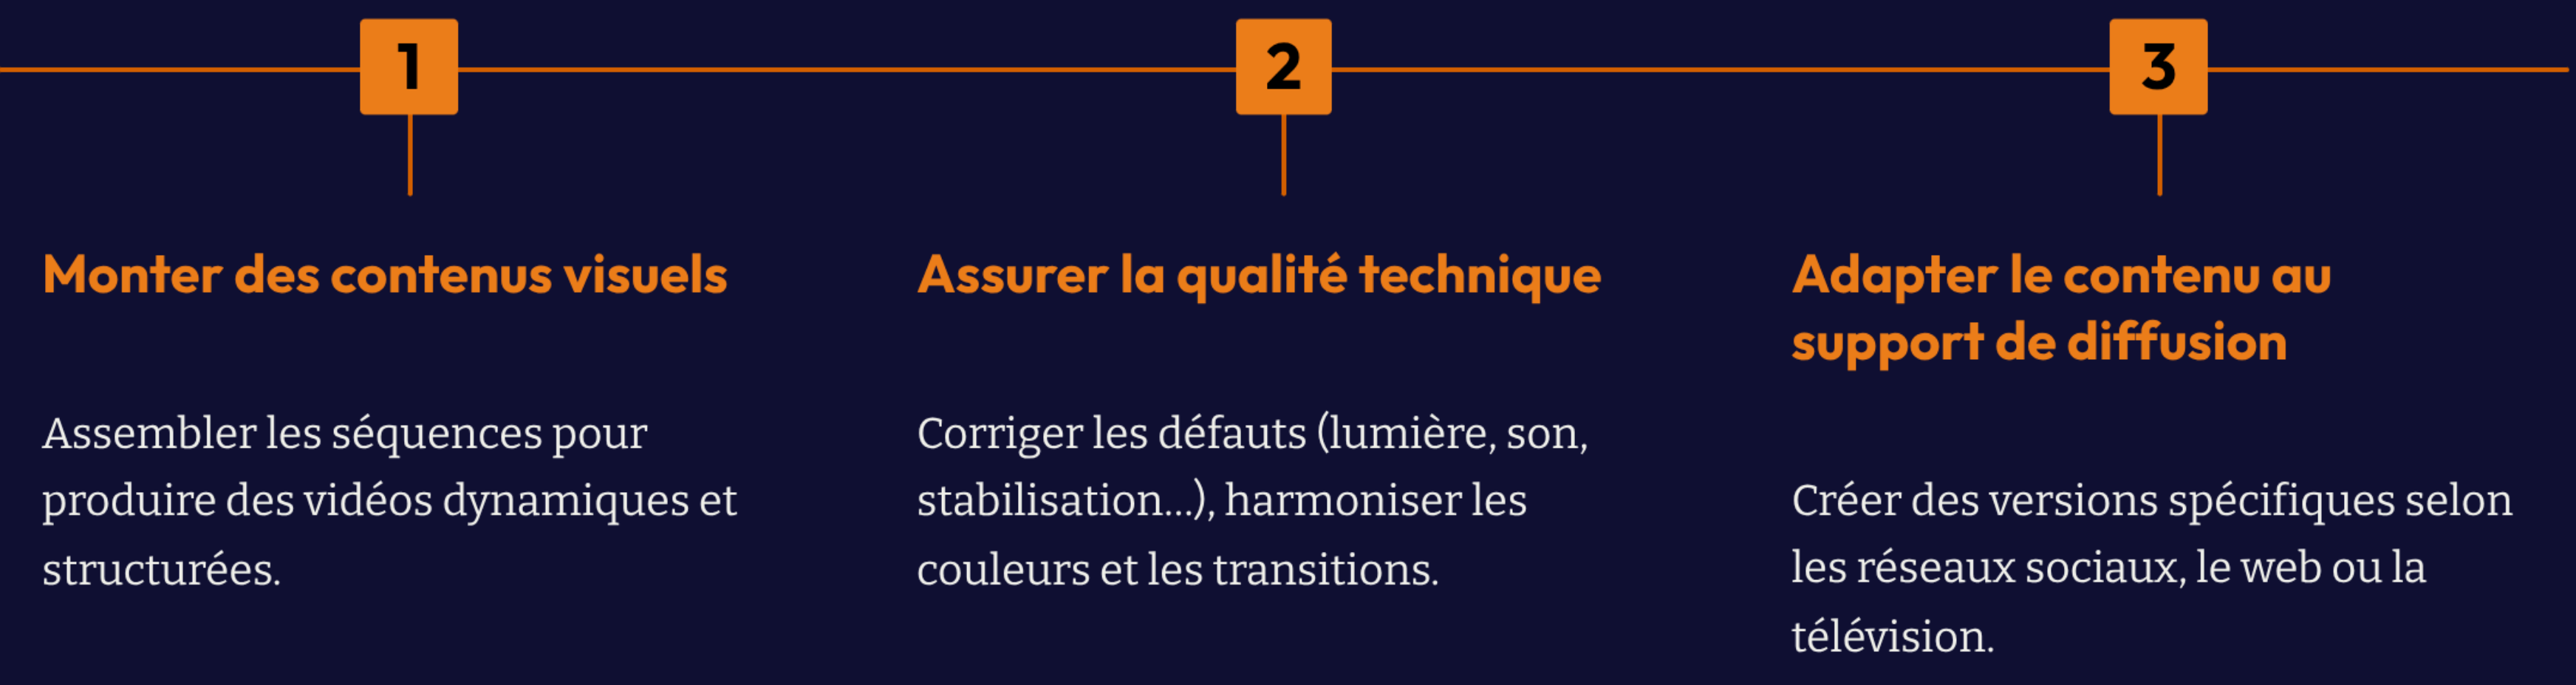 1
Monter des contenus visuels
Assembler les séquences pour
produire des vidéos dynamiques et
structurées.
2
Assurer la qualité technique
Corriger les défauts (lumière, son,
stabilisation...), harmoniser les
couleurs et les transitions.
3
Adapter le contenu au
support de diffusion
Créer des versions spécifiques selon
les réseaux sociaux, le web ou la
télévision.